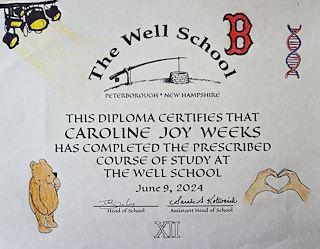 The Well School
B
PETERBOROUGH • NEW HAMPSHIRE
THIS DIPLOMA CERTIFIES THAT
CAROLINE JOY WEEKS
HAS COMPLETED THE PRESCRIBED
COURSE OF STUDY AT
THE WELL SCHOOL
June 9, 2024
Head of School
Assistant Head of School
XII